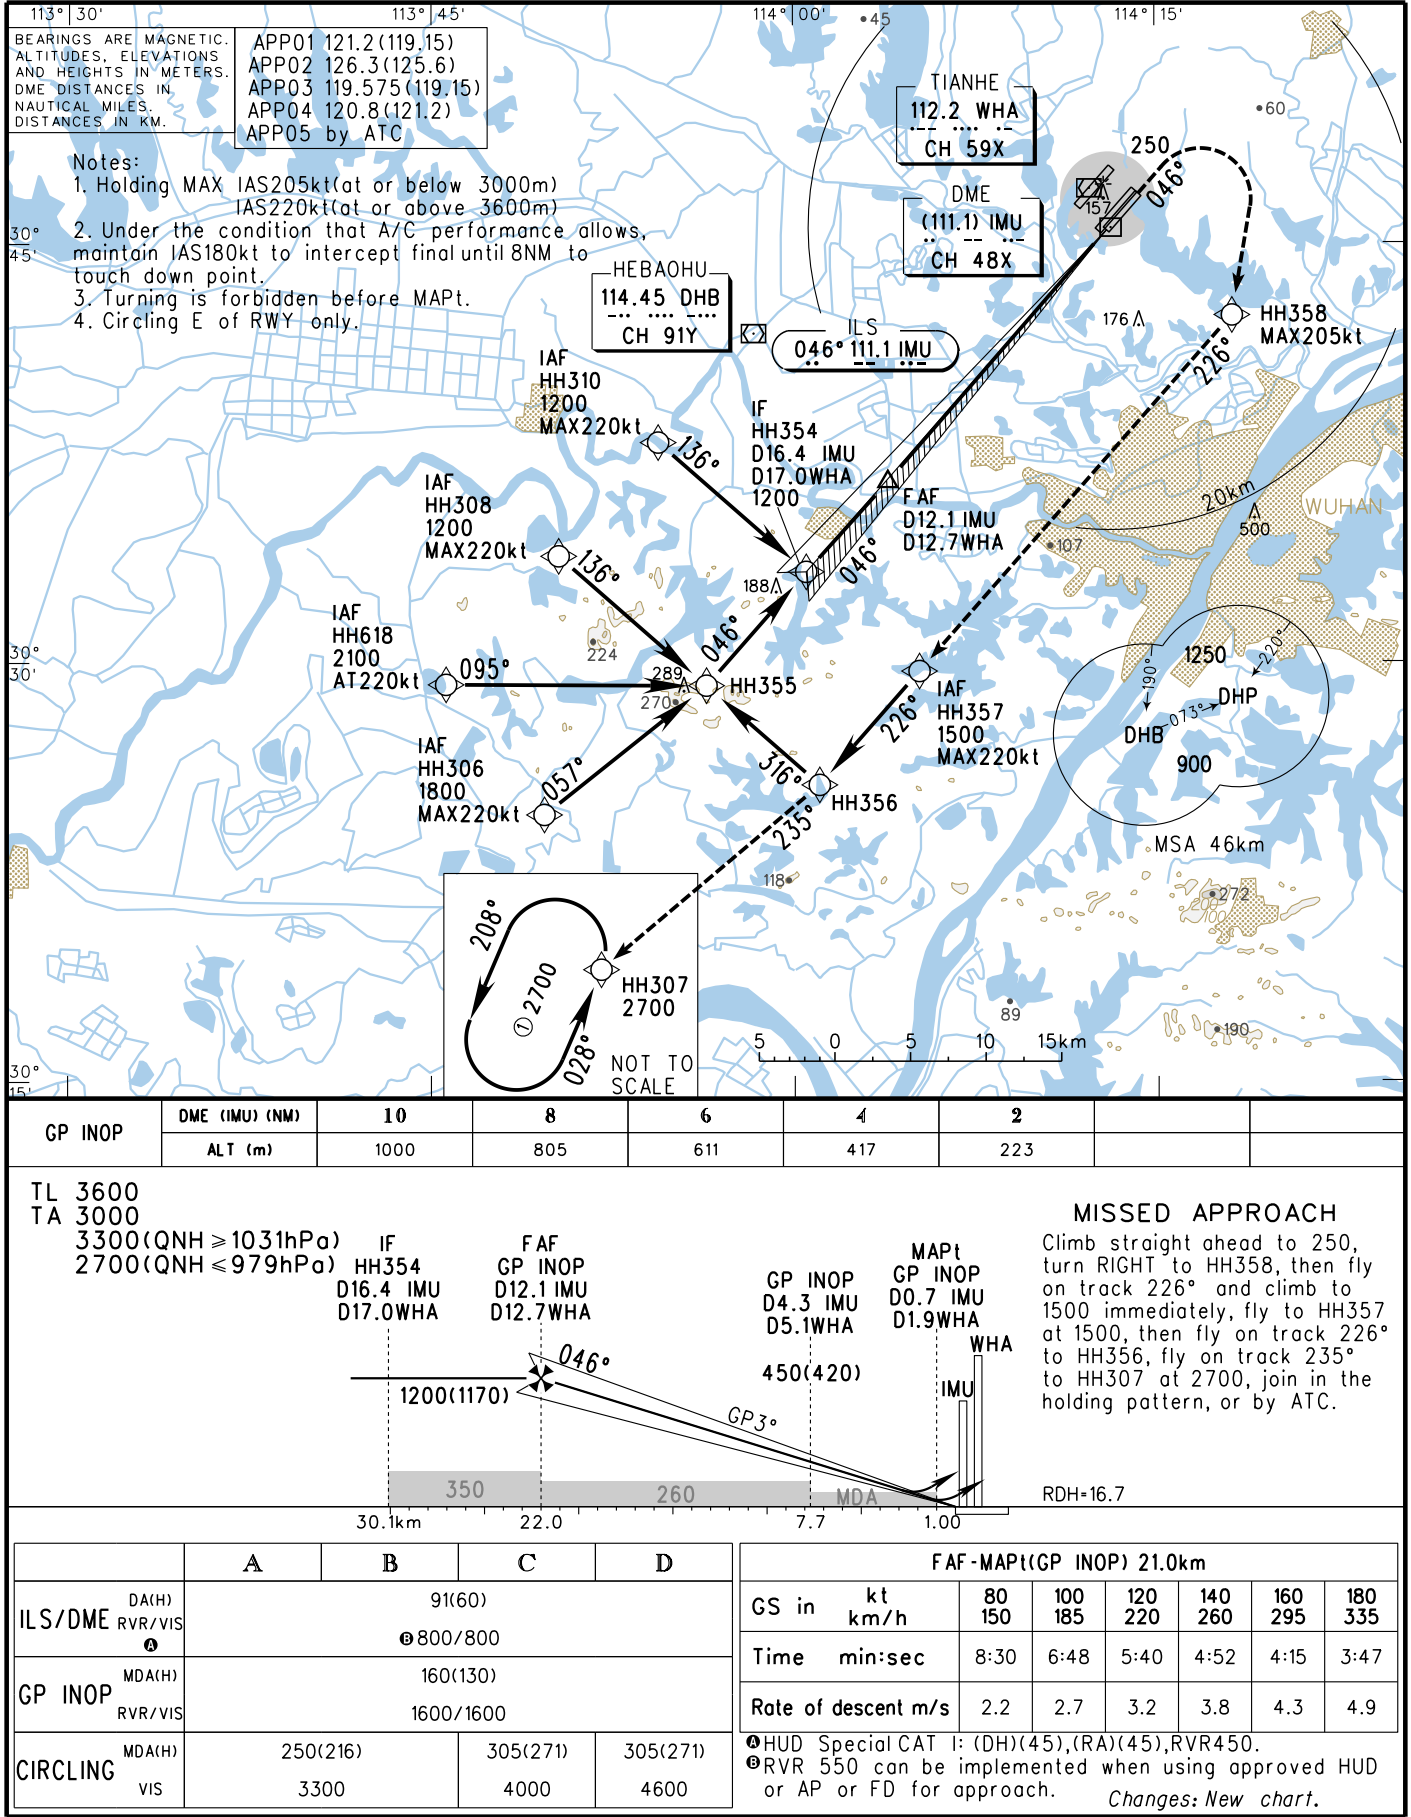 113° 30'
113° 45'
114° 00'
114° 15'
BEARINGS ARE MAGNETIC.
ALTITUDES, ELEVATIONS
AND HEIGHTS IN METERS.
DME DISTANCES IN
NAUTICAL MILES.
DISTANCES IN KM.
APP01 121.2(119.15)
APP02 126.3(125.6)
APP03 119.575(119.15)
APP04 120.8(121.2)
APP05 by ATC
Notes:
1. Holding MAX IAS205kt(at or below 3000m)
IAS220kt(at or above 3600m)
2. Under the condition that A/C performance allows,
maintain IAS180kt to intercept final until 8NM to
touch down point.
3. Turning is forbidden before MAPt.
4. Circling E of RWY only.
45
60
TIANHE
112.2 WHA
CH 59X
DME
(111.1) IMU
CH 48X
250
046°
157
30°
45'
HEBAOHU
114.45 DHB
CH 91Y
ILS
046° 111.1 IMU
176
HH358
MAX205kt
226°
IAF
HH310
1200
MAX220kt
136°
IF
HH354
D16.4 IMU
D17.0WHA
1200
IAF
HH308
1200
MAX220kt
136°
FAF
D12.1 IMU
D12.7WHA
046°
20km
WUHAN
500
107
188
IAF
HH618
2100
AT220kt
095°
224
046°
289
270
HH355
30°
30'
IAF
HH357
1500
MAX220kt
226°
1250
220°
190°
DHP
073°
DHB
900
MSA 46km
IAF
HH306
1800
MAX220kt
057°
316°
HH356
235°
118
272
208°
① 2700
028°
HH307
2700
NOT TO
SCALE
89
190
5 0 5 10 15km
30°
15'
GP INOP
DME (IMU) (NM) 10 8 6 4 2
ALT (m) 1000 805 611 417 223
TL 3600
TA 3000
3300(QNH ≥ 1031hPa)
2700(QNH ≤ 979hPa)
IF
HH354
D16.4 IMU
D17.0WHA
FAF
GP INOP
D12.1 IMU
D12.7WHA
GP INOP
D4.3 IMU
D5.1WHA
450(420)
MAPt
GP INOP
D0.7 IMU
D1.9WHA
WHA
IMU
046°
1200(1170)
GP3°
350
260
MDA
30.1km 22.0 7.7 1.00
MISSED APPROACH
Climb straight ahead to 250,
turn RIGHT to HH358, then fly
on track 226° and climb to
1500 immediately, fly to HH357
at 1500, then fly on track 226°
to HH356, fly on track 235°
to HH307 at 2700, join in the
holding pattern, or by ATC.
RDH=16.7
A B C D
ILS/DME DA(H) 91(60)
RVR/VIS 🅑800/800
🅐
GP INOP MDA(H) 160(130)
RVR/VIS 1600/1600
CIRCLING MDA(H) 250(216) 305(271) 305(271)
VIS 3300 4000 4600
FAF-MAPt(GP INOP) 21.0km
GS in kt 80 100 120 140 160 180
km/h 150 185 220 260 295 335
Time min:sec 8:30 6:48 5:40 4:52 4:15 3:47
Rate of descent m/s 2.2 2.7 3.2 3.8 4.3 4.9
🅐HUD Special CAT I: (DH)(45),(RA)(45),RVR450.
🅑RVR 550 can be implemented when using approved HUD
or AP or FD for approach.
Changes: New chart.